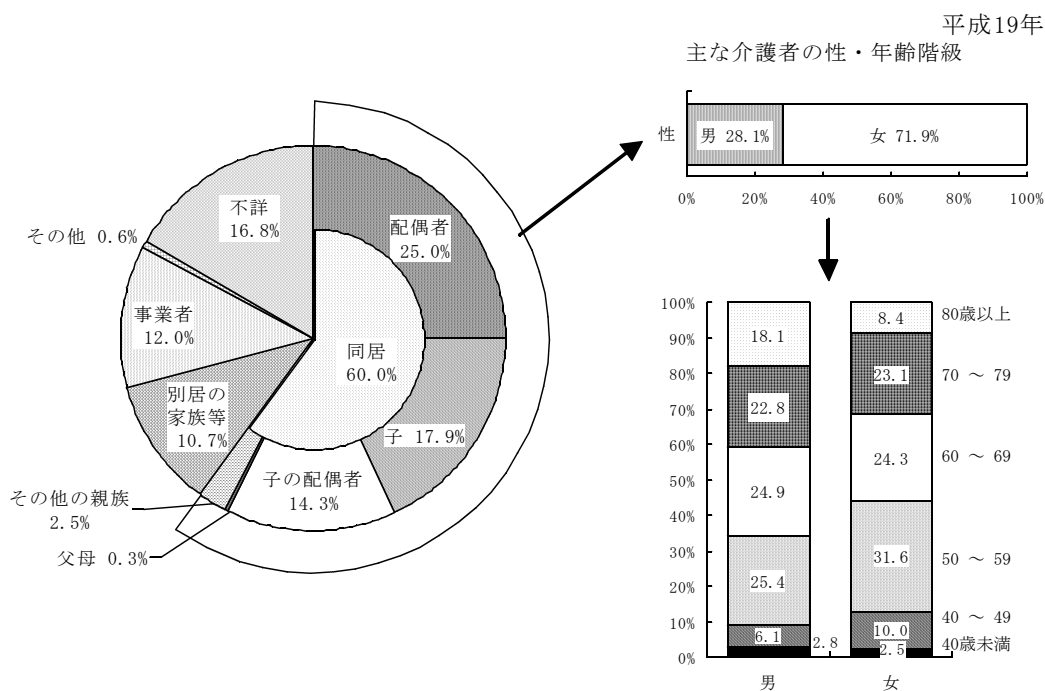 平成19年
主な介護者の性・年齢階級
0%
性
男 28.1%
女 71.9%
0% 20% 40% 60% 80% 100%
不詳
16.8%
配偶者
25.0%
その他 0.6%
事業者
12.0%
同居
60.0%
別居の
家族等
10.7%
子 17.9%
子の配偶者
14.3%
その他の親族
2.5%
父母 0.3%
100%
90%
80%
70%
60%
50%
40%
30%
20%
10%
0%
18.1
22.8
24.9
25.4
6.1
2.8
男
8.4
23.1
24.3
31.6
10.0
2.5
女
80歳以上
70 ～ 79
60 ～ 69
50 ～ 59
40 ～ 49
40歳未満